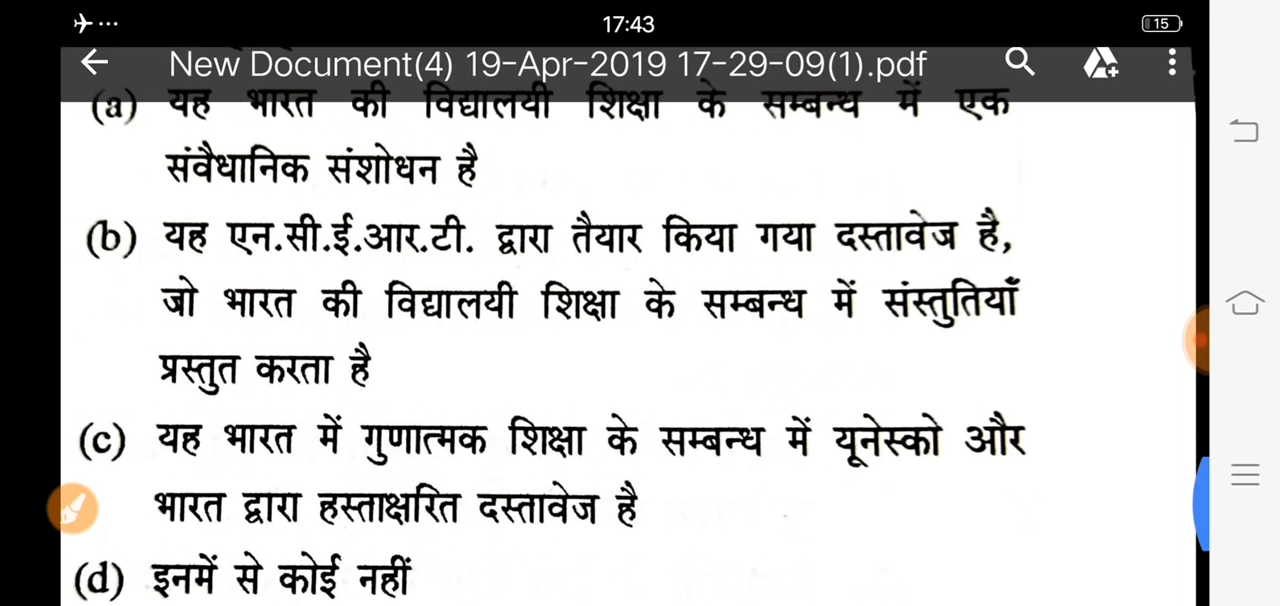 17:43
15
New Document(4) 19-Apr-2019 17-29-09(1).pdf
(a) यह भारत की विद्यालयी शिक्षा के सम्बन्ध में एक
संवैधानिक संशोधन है
(b) यह एन.सी.ई.आर.टी. द्वारा तैयार किया गया दस्तावेज है,
जो भारत की विद्यालयी शिक्षा के सम्बन्ध में संस्तुतियाँ
प्रस्तुत करता है
(c) यह भारत में गुणात्मक शिक्षा के सम्बन्ध में यूनेस्को और
भारत द्वारा हस्ताक्षरित दस्तावेज है
(d) इनमें से कोई नहीं